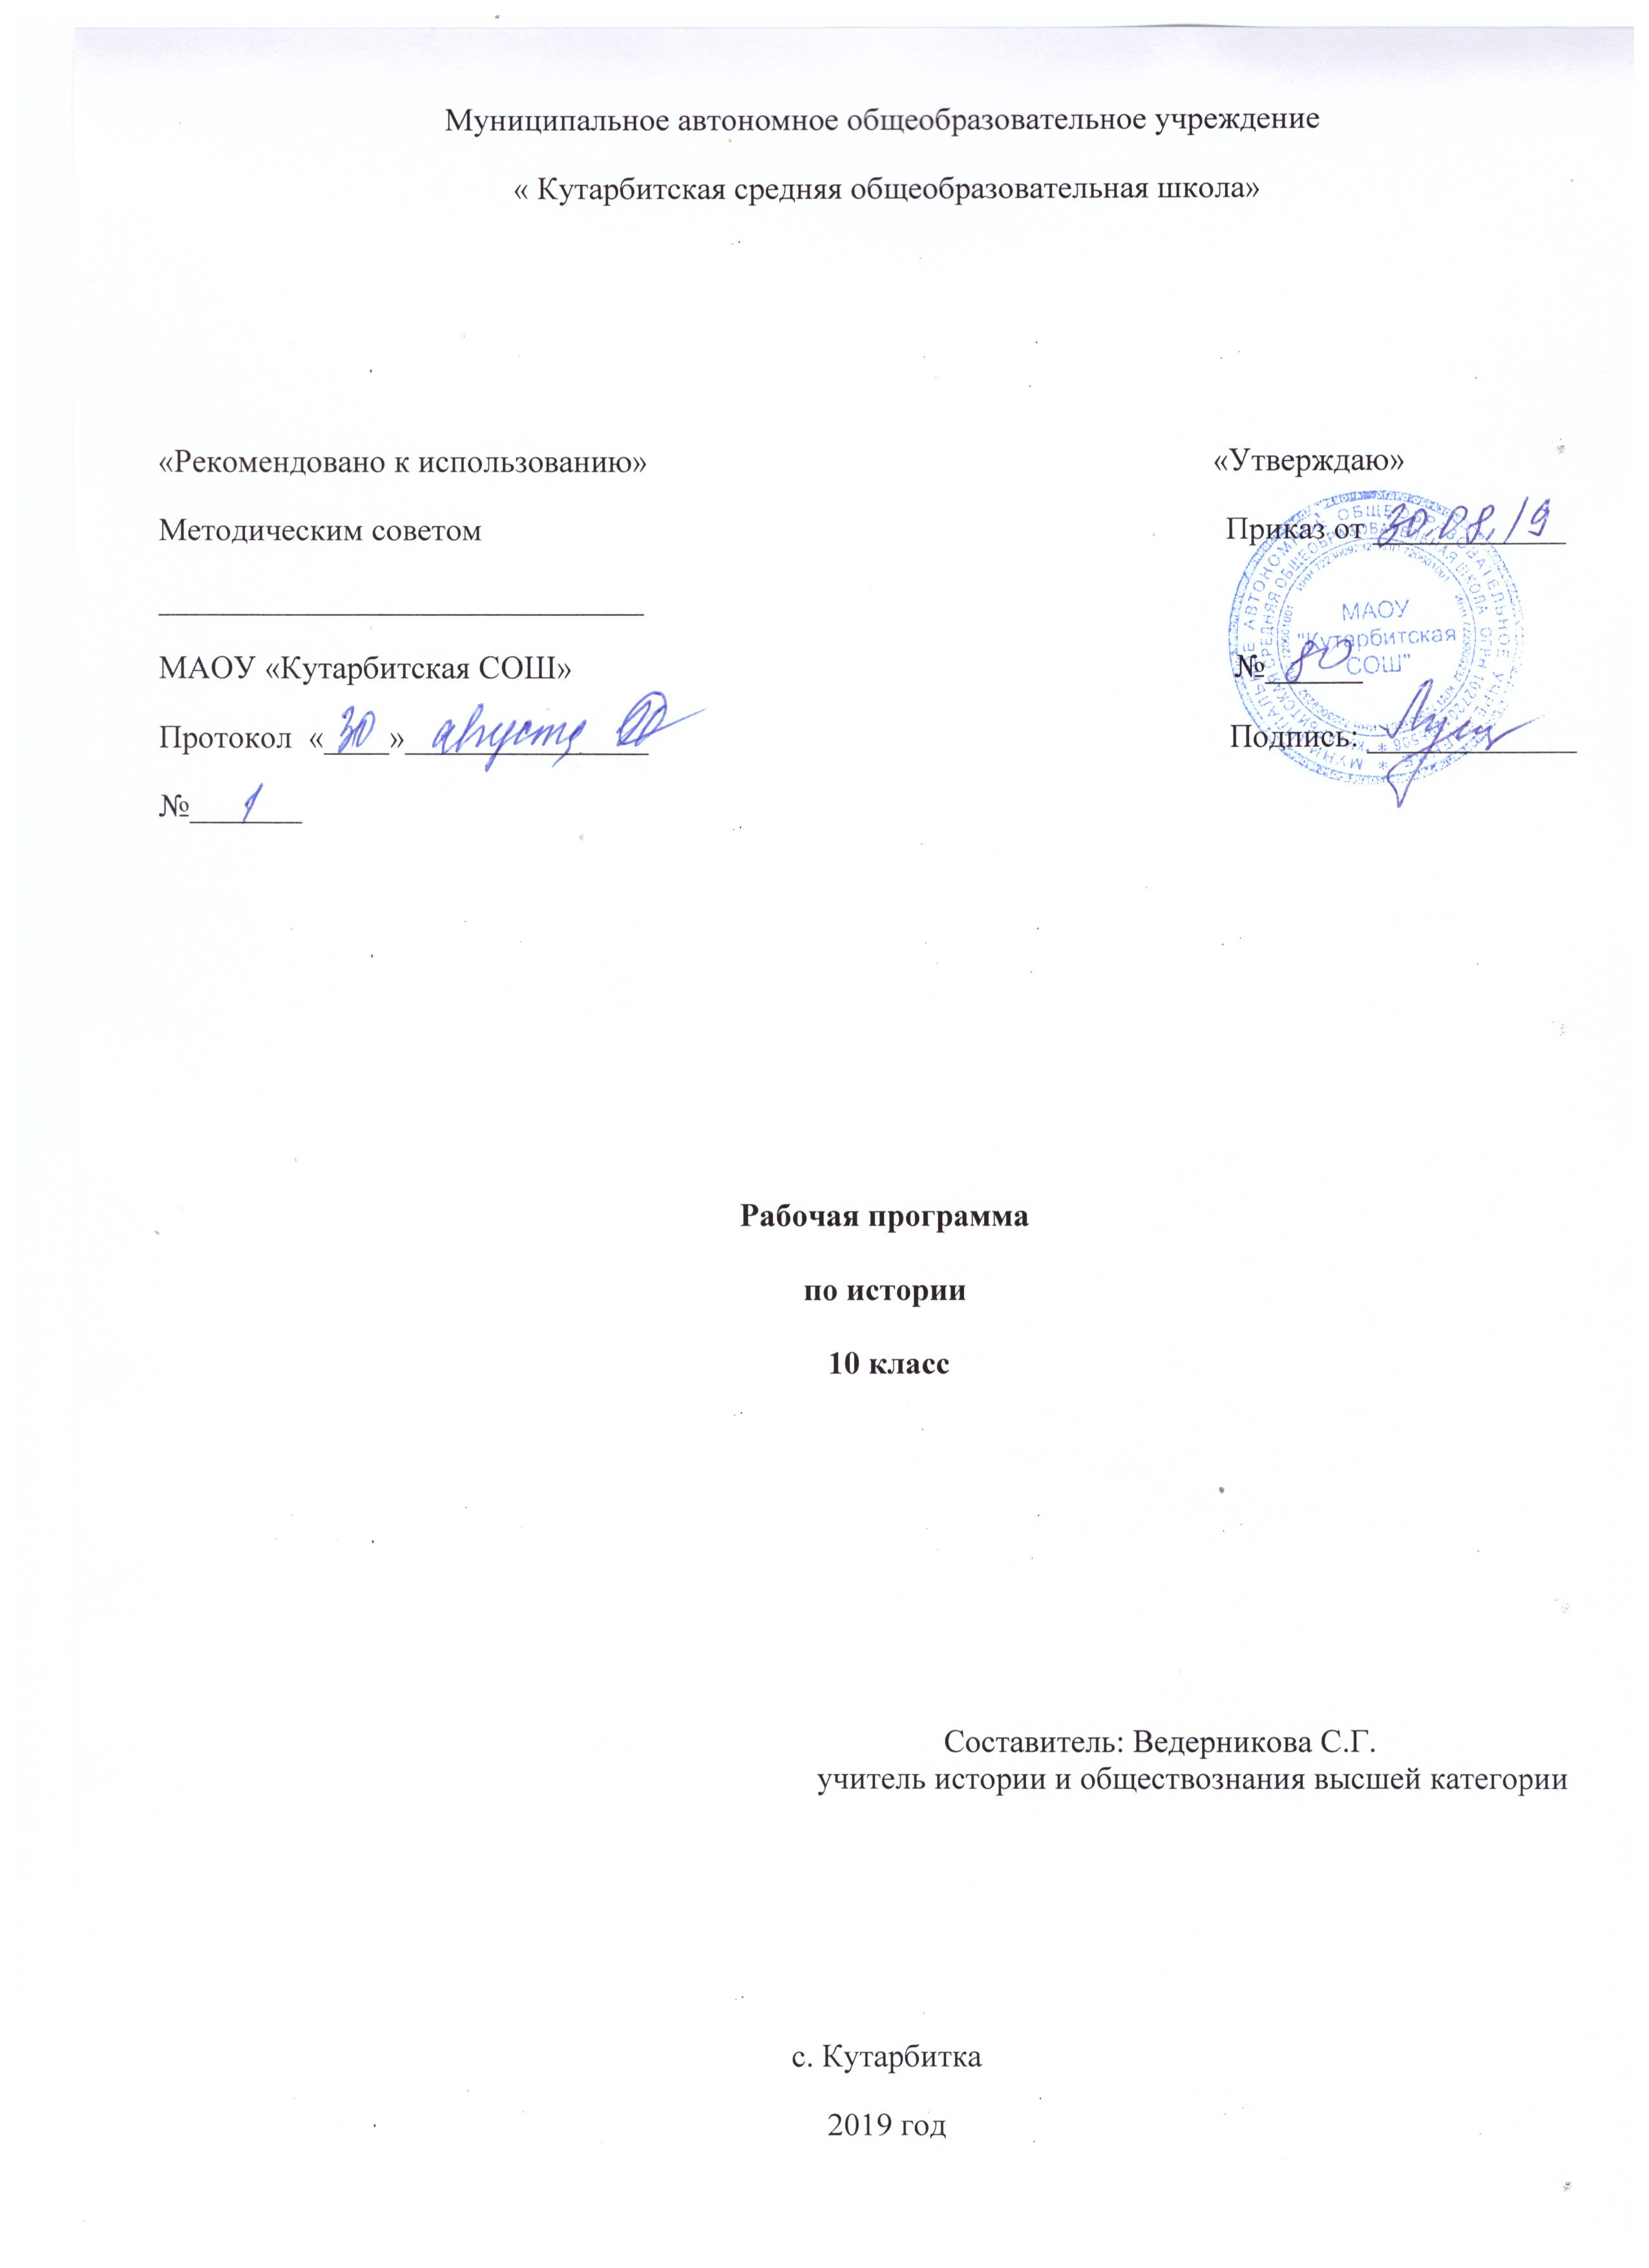 Муниципальное автономное общеобразовательное учреждение
« Кутарбитская средняя общеобразовательная школа»
«Рекомендовано к использованию»
Методическим советом
МАОУ «Кутарбитская СОШ»
Протокол «30» августа
№ 1
«Утверждаю»
Приказ от 30.08.19
№ 80
Подпись:
МАОУ
"Кутарбитская
СОШ"
Рабочая программа
по истории
10 класс
Составитель: Ведерникова С.Г.
учитель истории и обществознания высшей категории
с. Кутарбитка
2019 год